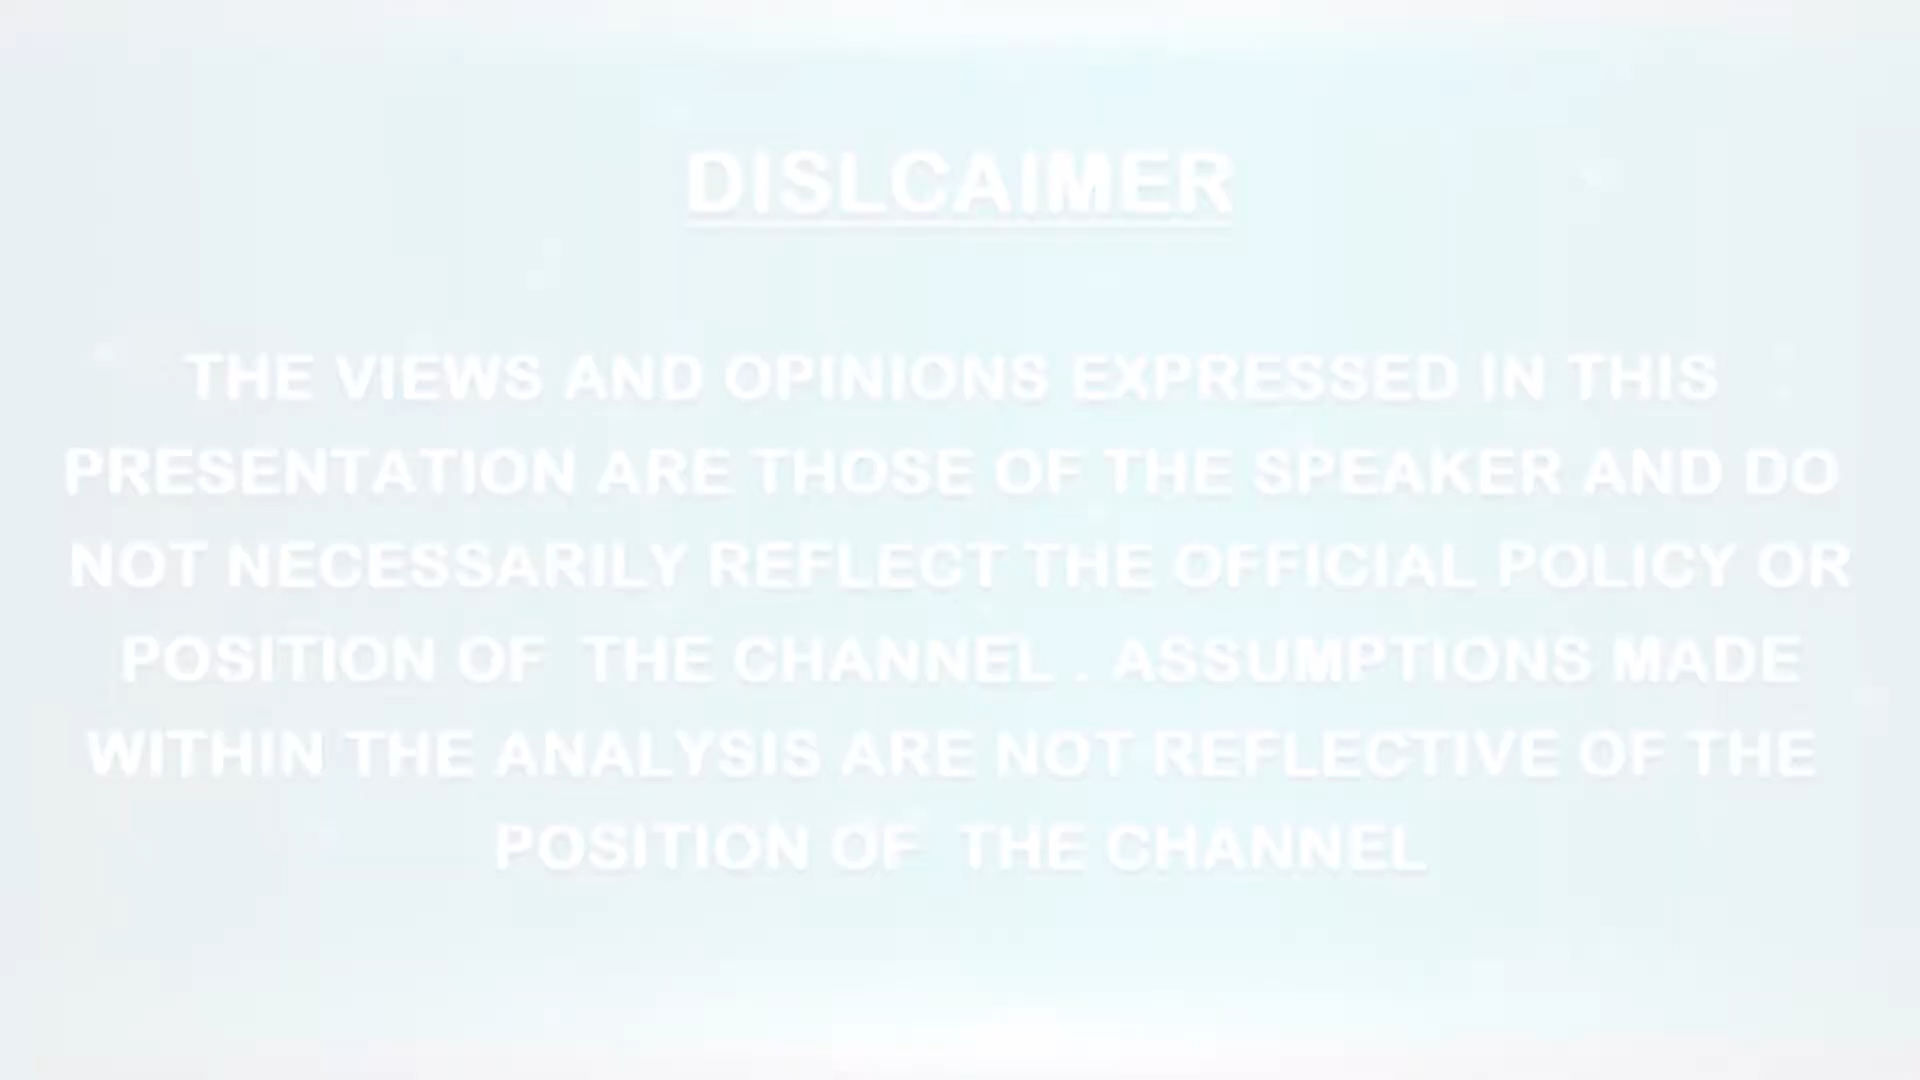 DISLCAIMER
THE VIEWS AND OPINIONS EXPRESSED IN THIS
PRESENTATION ARE THOSE OF THE SPEAKER AND DO
NOT NECESSARILY REFLECT THE OFFICIAL POLICY OR
POSITION OF THE CHANNEL . ASSUMPTIONS MADE
WITHIN THE ANALYSIS ARE NOT REFLECTIVE OF THE
POSITION OF THE CHANNEL